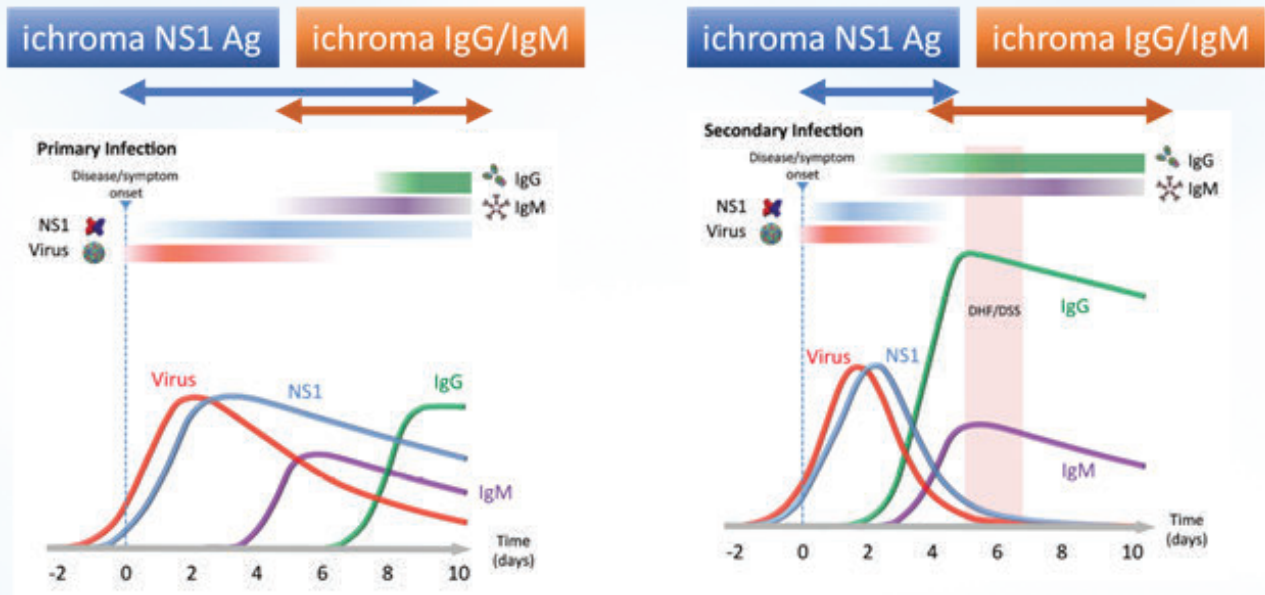 ichroma NS1 Ag
ichroma IgG/IgM
Primary Infection
Disease/symptom
onset
IgG
IgM
NS1
Virus
Virus
NS1
IgG
IgM
Time
(days)
-2 0 2 4 6 8 10
ichroma NS1 Ag
ichroma IgG/IgM
Secondary Infection
Disease/symptom
onset
IgG
IgM
NS1
Virus
DHF/DSS
IgG
Virus
NS1
IgM
Time
(days)
-2 0 2 4 6 8 10